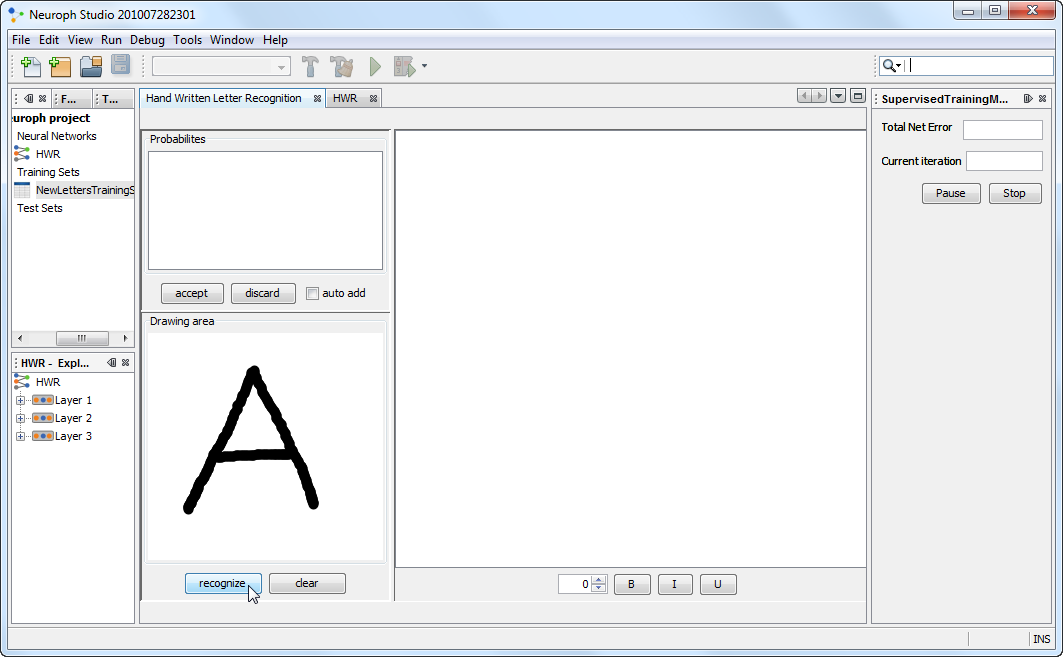 Neuroph Studio 201007282301
File Edit View Run Debug Tools Window Help
F... T...
Hand Written Letter Recognition HWR
SupervisedTrainingM...
uroph project
Neural Networks
HWR
Training Sets
NewLettersTrainingS
Test Sets
HWR - Expl...
HWR
Layer 1
Layer 2
Layer 3
Probabilites
accept discard auto add
Drawing area
A
recognize clear
0 B I U
Total Net Error
Current iteration
Pause Stop
INS